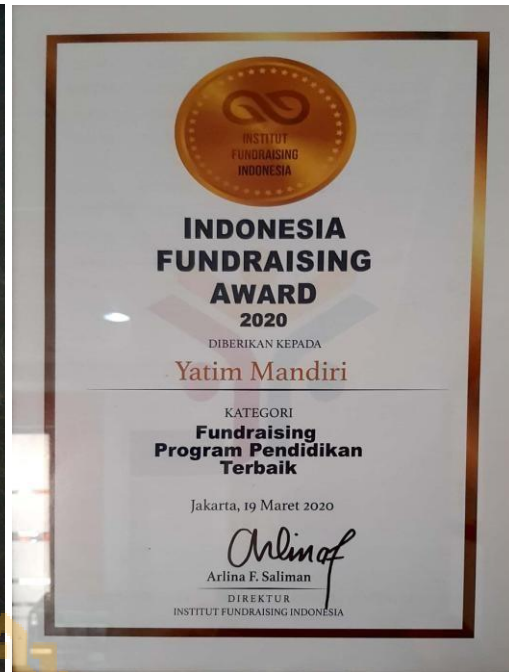 INSTITUT
FUNDRAISING
INDONESIA
INDONESIA
FUNDRAISING
AWARD
2020
DIBERIKAN KEPADA
Yatim Mandiri
KATEGORI
Fundraising
Program Pendidikan
Terbaik
Jakarta, 19 Maret 2020
Arlina F. Saliman
DIREKTUR
INSTITUT FUNDRAISING INDONESIA